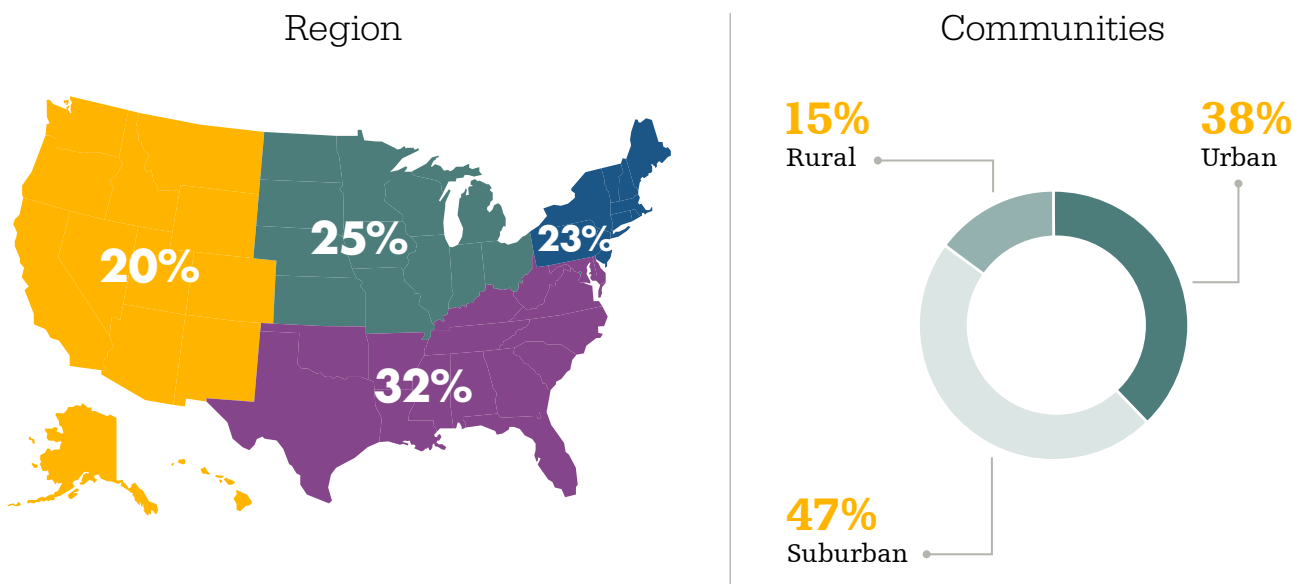 Region
20%
25%
23%
32%
Communities
15%
Rural
38%
Urban
47%
Suburban